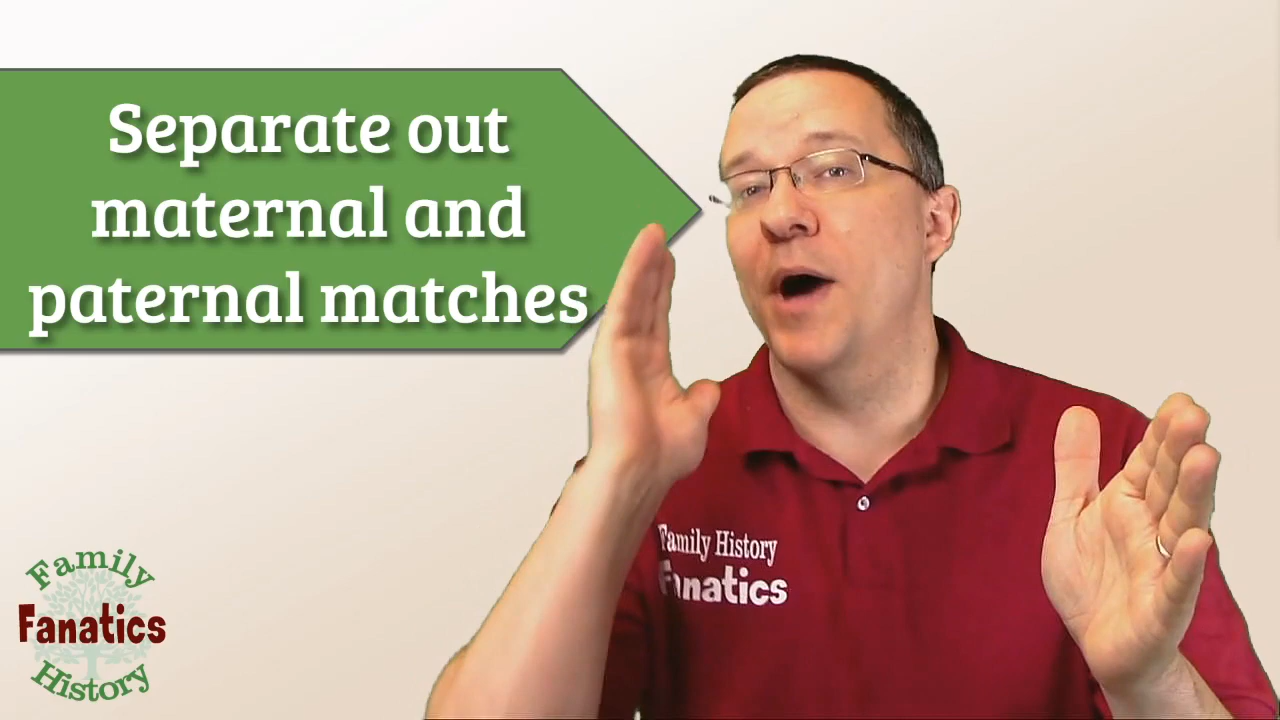 Separate out
maternal and
paternal matches
Family History
Fanatics
Family
Fanatics
History